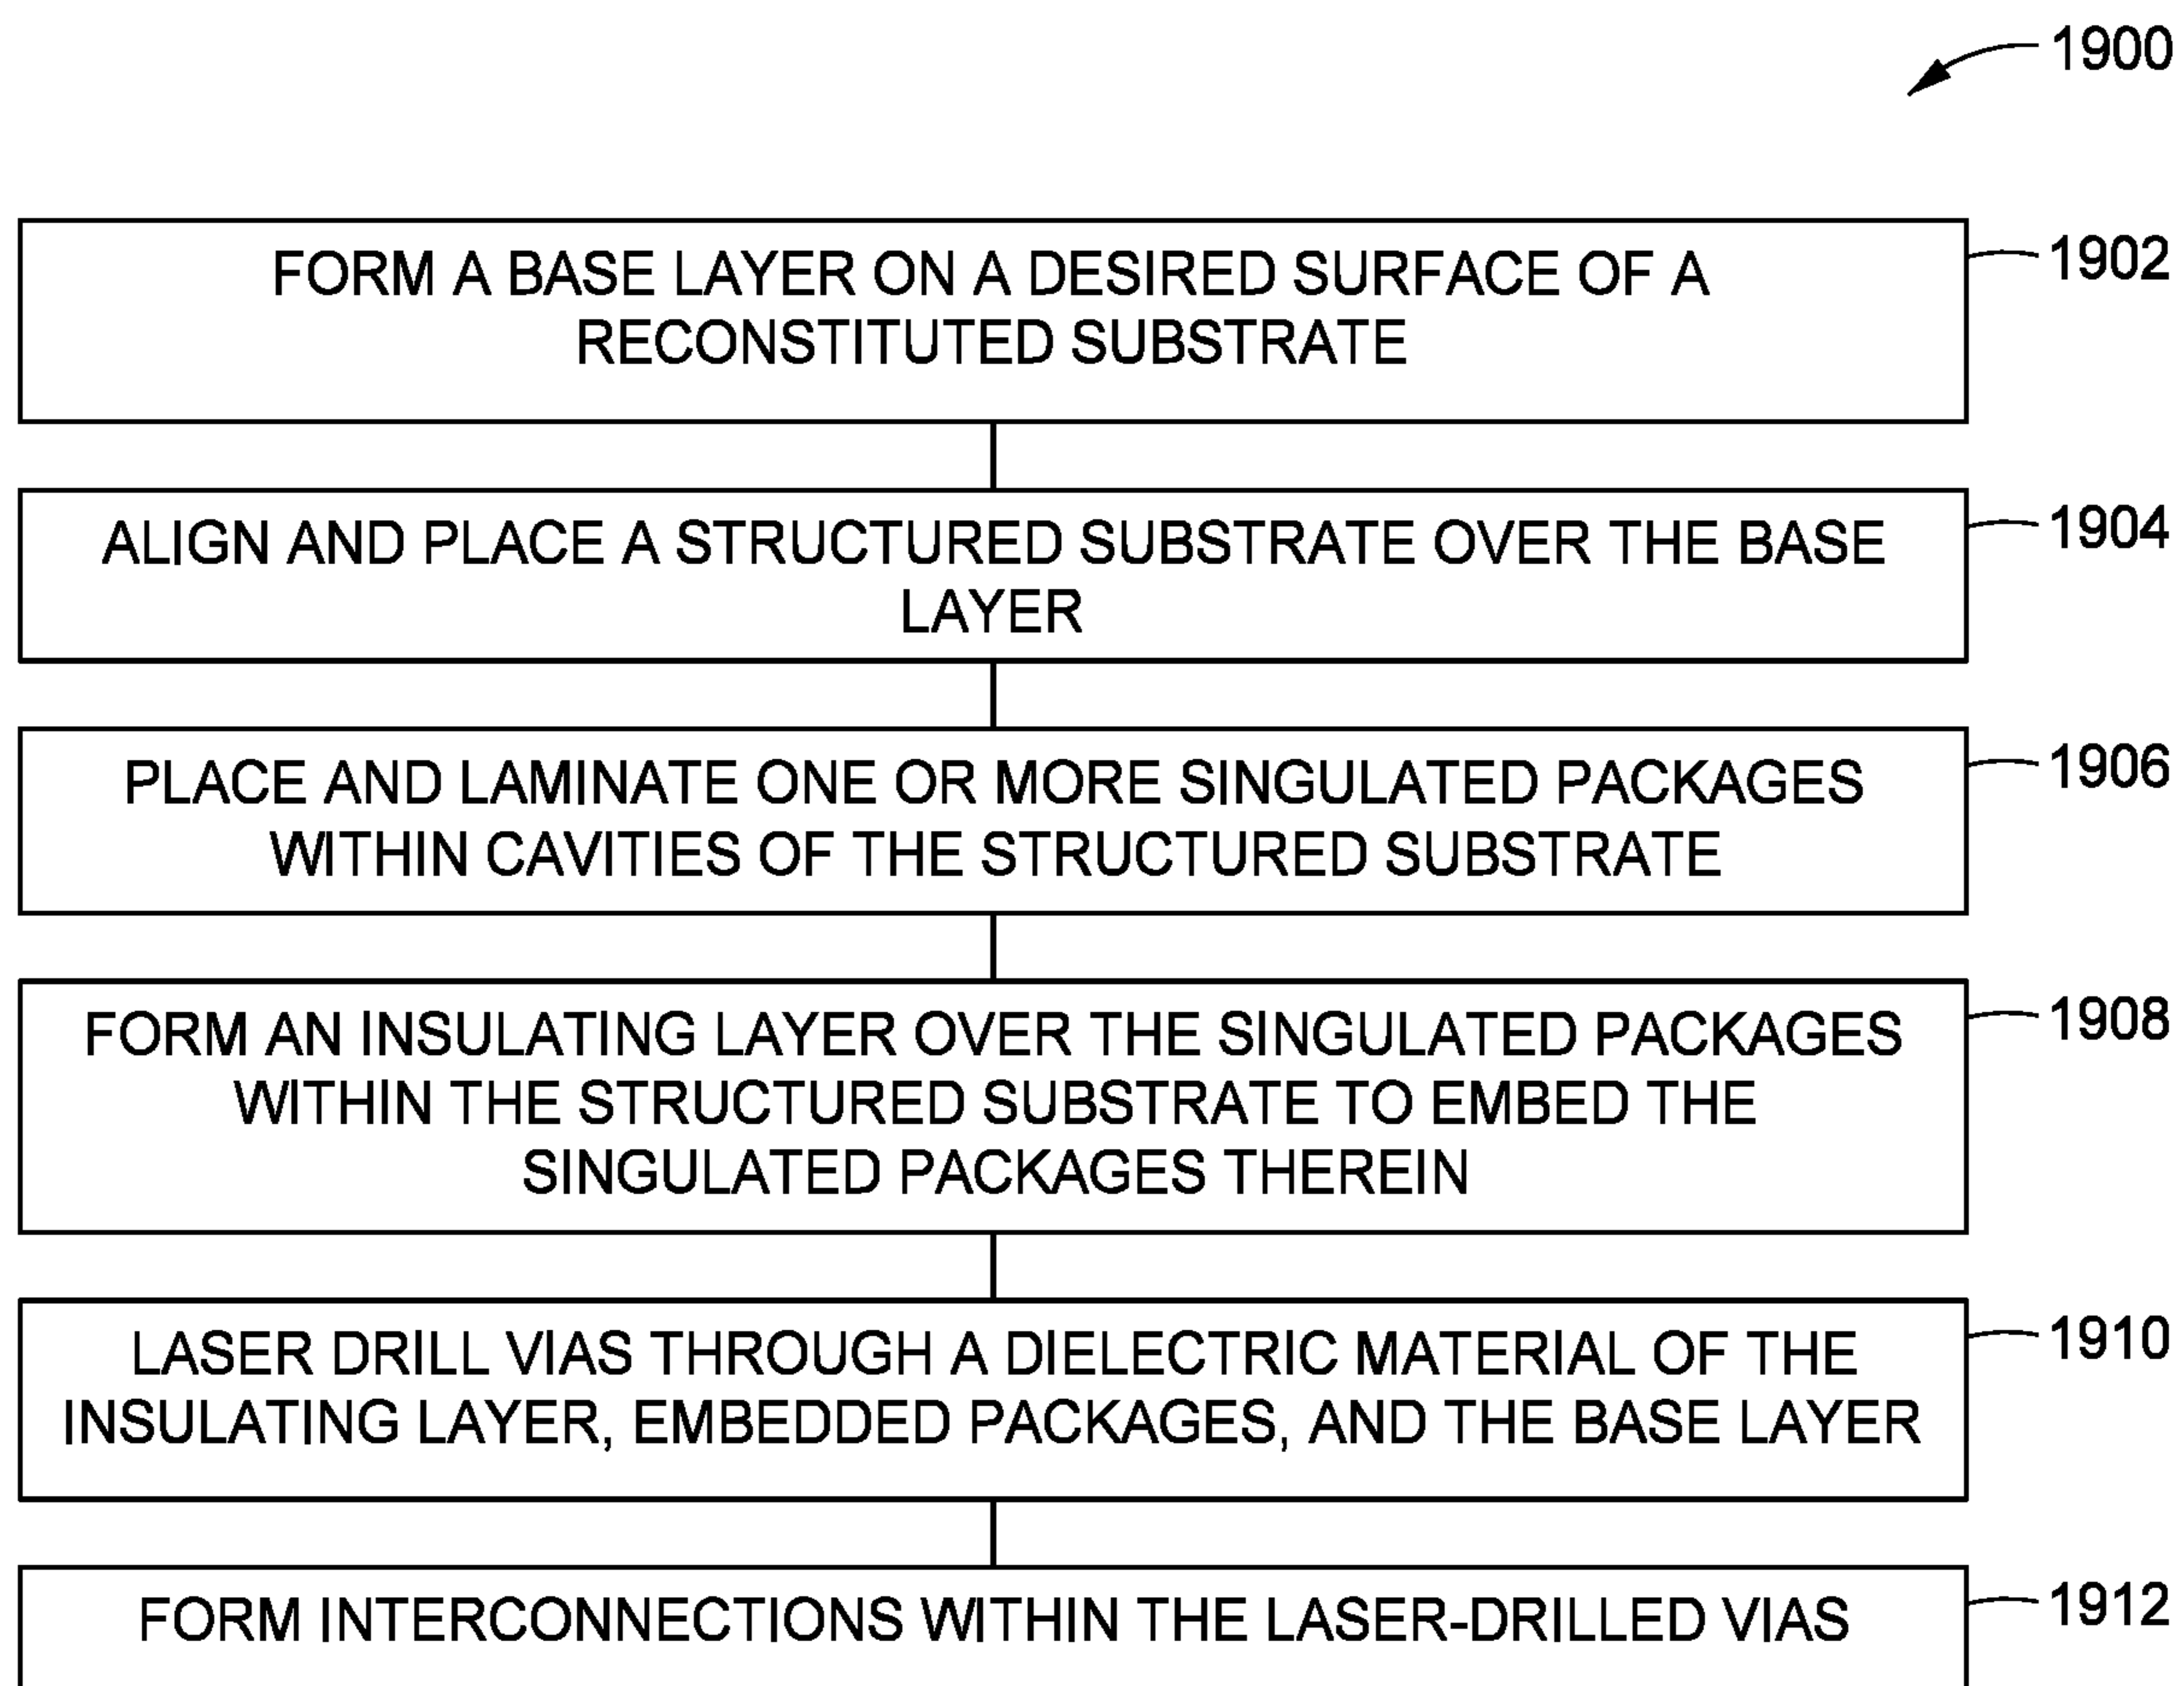 1900
FORM A BASE LAYER ON A DESIRED SURFACE OF A
RECONSTITUTED SUBSTRATE
1902
ALIGN AND PLACE A STRUCTURED SUBSTRATE OVER THE BASE
LAYER
1904
PLACE AND LAMINATE ONE OR MORE SINGULATED PACKAGES
WITHIN CAVITIES OF THE STRUCTURED SUBSTRATE
1906
FORM AN INSULATING LAYER OVER THE SINGULATED PACKAGES
WITHIN THE STRUCTURED SUBSTRATE TO EMBED THE
SINGULATED PACKAGES THEREIN
1908
LASER DRILL VIAS THROUGH A DIELECTRIC MATERIAL OF THE
INSULATING LAYER, EMBEDDED PACKAGES, AND THE BASE LAYER
1910
FORM INTERCONNECTIONS WITHIN THE LASER-DRILLED VIAS
1912